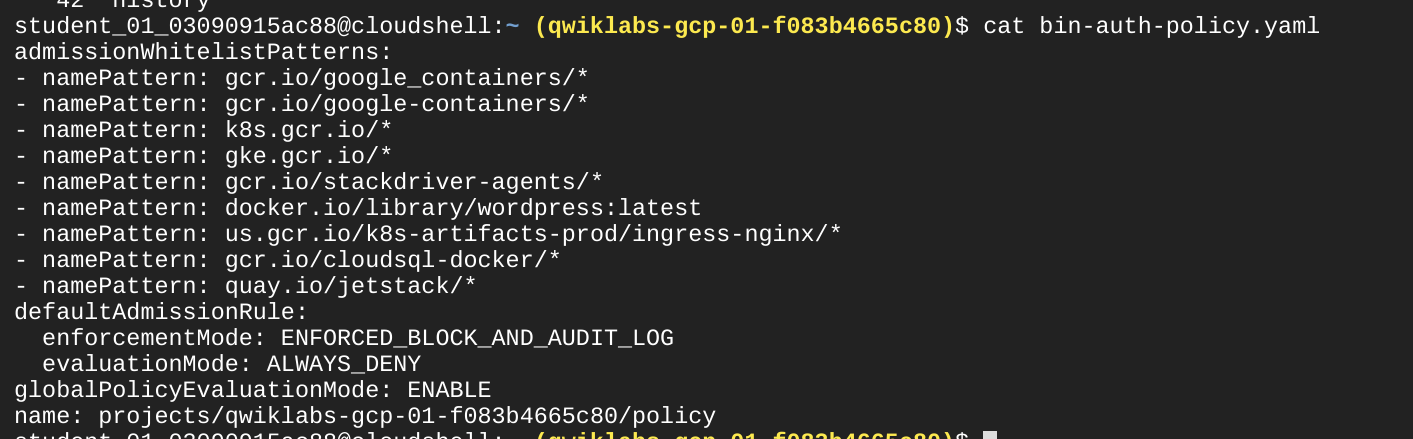 42  history
student_01_03090915ac88@cloudshell:~ (qwiklabs-gcp-01-f083b4665c80)$ cat bin-auth-policy.yaml
admissionWhitelistPatterns:
- namePattern: gcr.io/google_containers/*
- namePattern: gcr.io/google-containers/*
- namePattern: k8s.gcr.io/*
- namePattern: gke.gcr.io/*
- namePattern: gcr.io/stackdriver-agents/*
- namePattern: docker.io/library/wordpress:latest
- namePattern: us.gcr.io/k8s-artifacts-prod/ingress-nginx/*
- namePattern: gcr.io/cloudsql-docker/*
- namePattern: quay.io/jetstack/*
defaultAdmissionRule:
  enforcementMode: ENFORCED_BLOCK_AND_AUDIT_LOG
  evaluationMode: ALWAYS_DENY
globalPolicyEvaluationMode: ENABLE
name: projects/qwiklabs-gcp-01-f083b4665c80/policy
student_01_03090915ac88@cloudshell:~ (qwiklabs-gcp-01-f083b4665c80)$